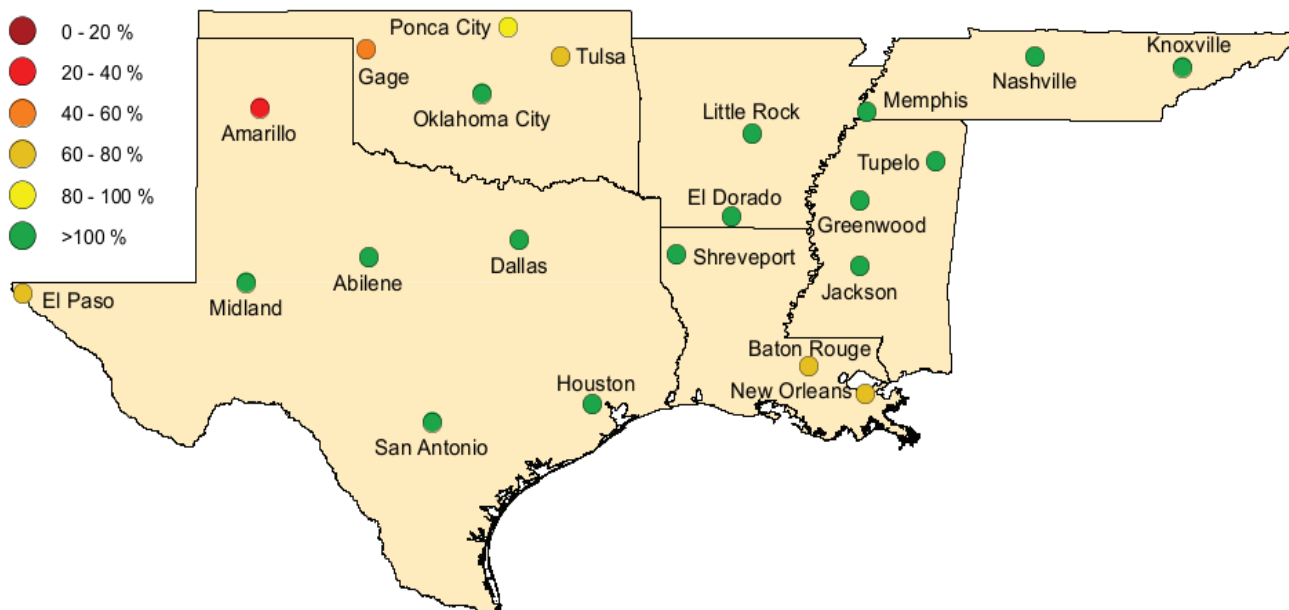 0 - 20 %
20 - 40 %
40 - 60 %
60 - 80 %
80 - 100 %
>100 %
Ponca City
Gage
Tulsa
Oklahoma City
Amarillo
Little Rock
El Dorado
Memphis
Nashville
Knoxville
Tupelo
Greenwood
Jackson
Shreveport
Dallas
Abilene
Midland
El Paso
Baton Rouge
New Orleans
Houston
San Antonio